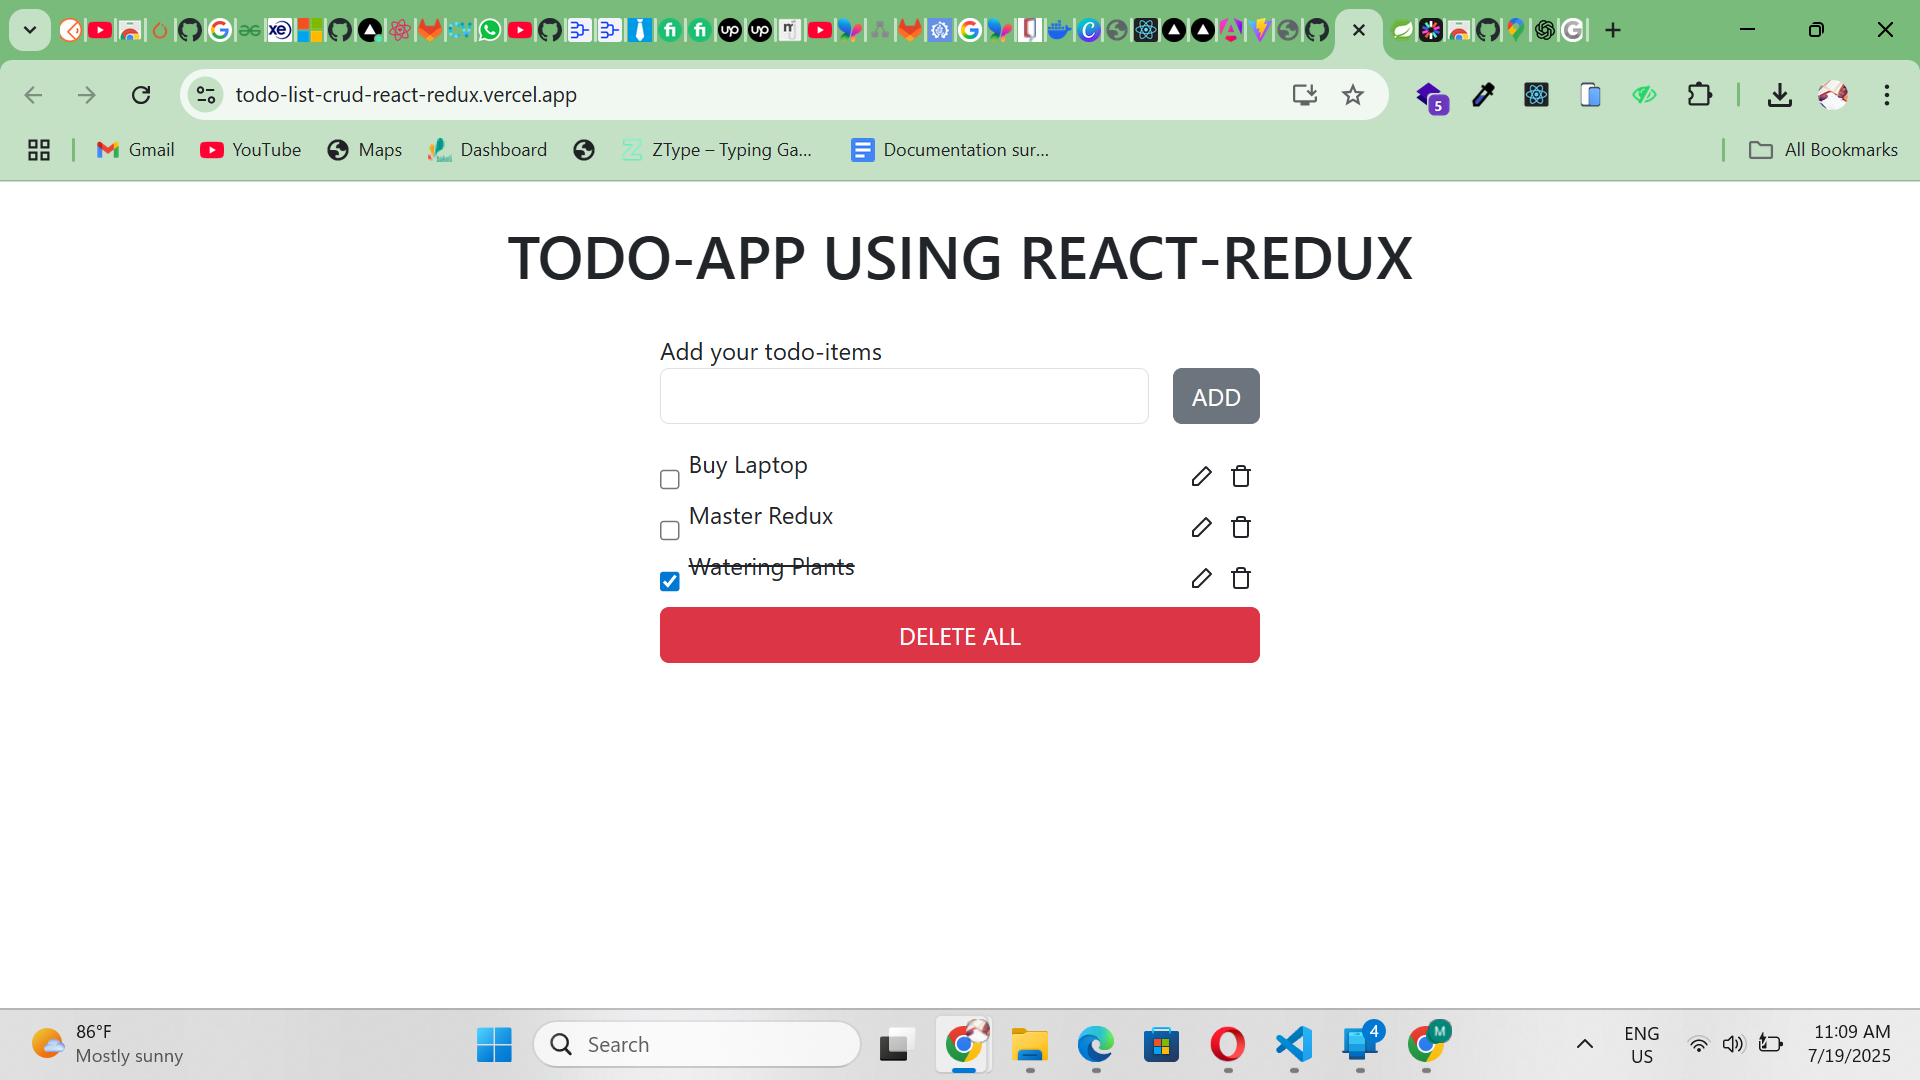 todo-list-crud-react-redux.vercel.app
5
Gmail
YouTube
Maps
Dashboard
ZType – Typing Ga...
Documentation sur...
All Bookmarks
TODO-APP USING REACT-REDUX
Add your todo-items
ADD
Buy Laptop
Master Redux
Watering Plants
DELETE ALL
86°F
Mostly sunny
Search
4
M
ENG
US
11:09 AM
7/19/2025